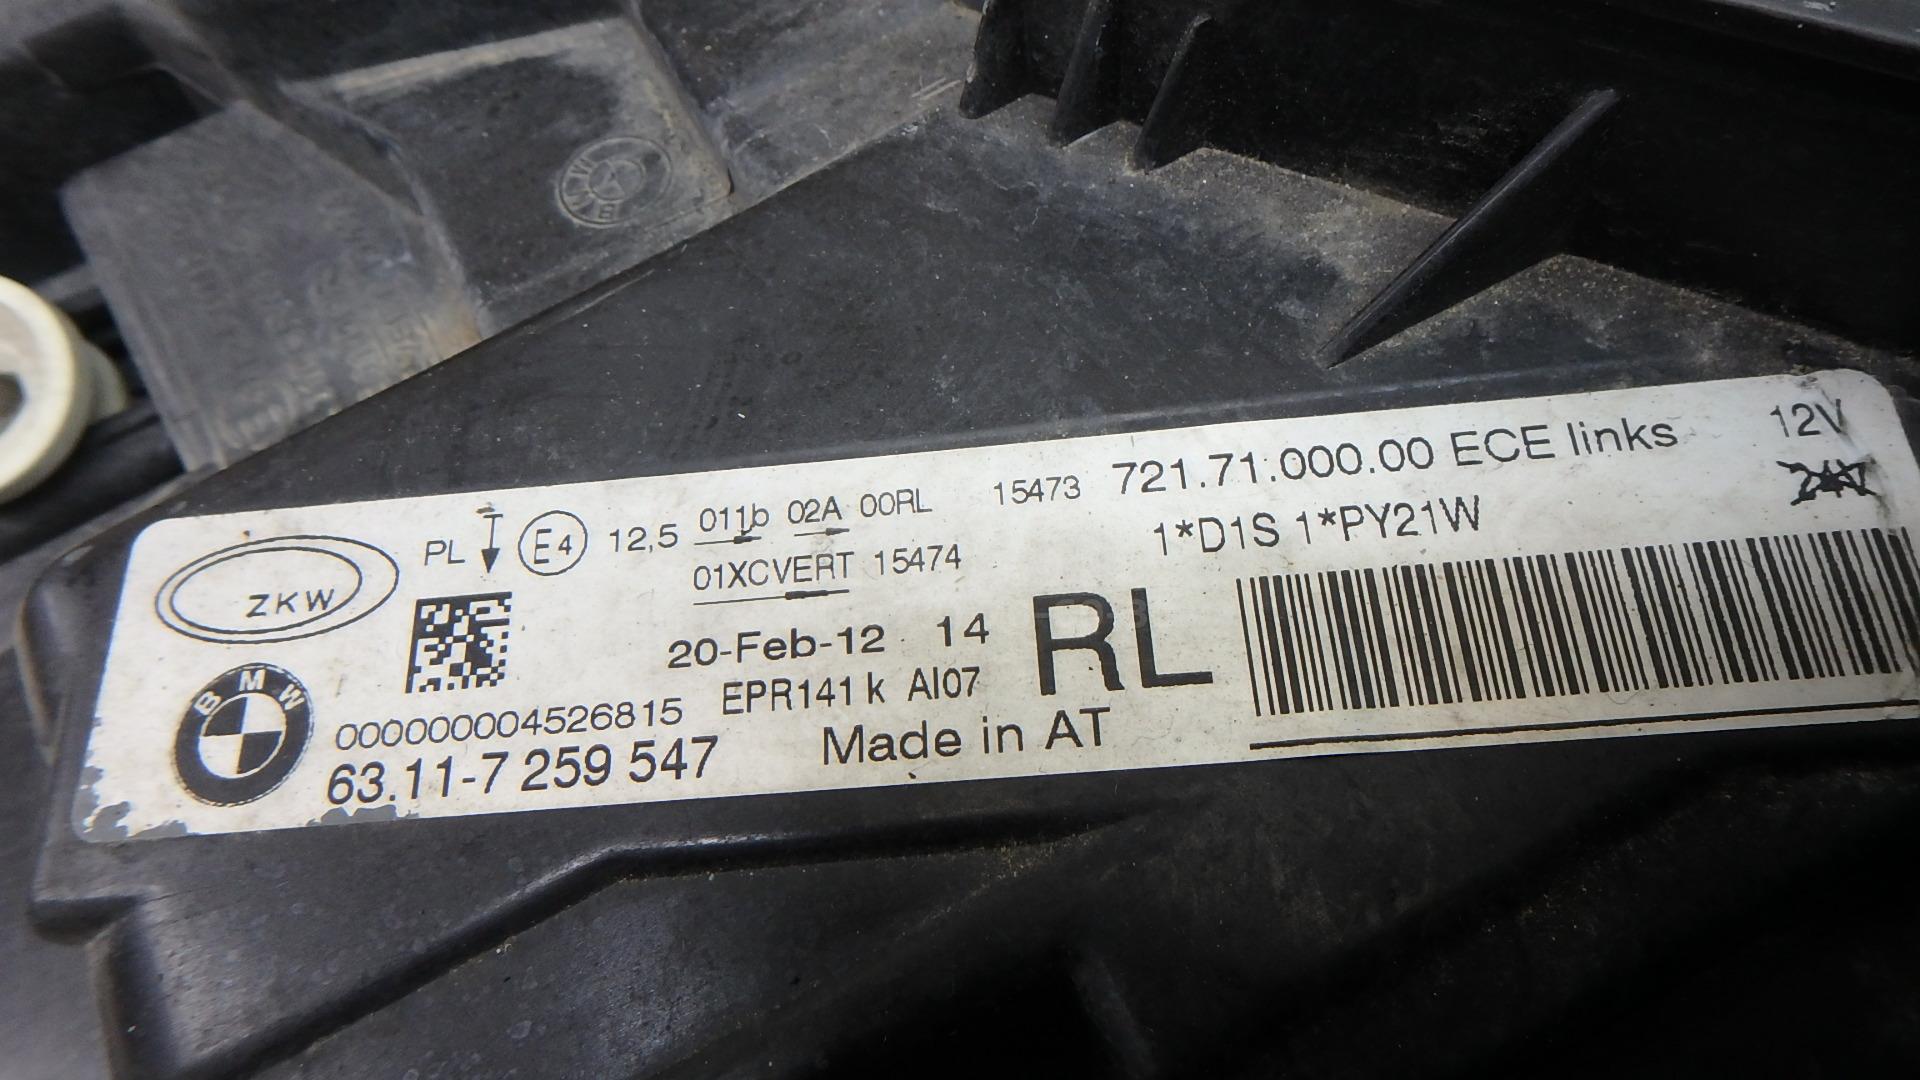 12V
24V
15473 721.71.000.00 ECE links
1*D1S 1*PY21W
PL E4 12,5 011b 02A 00RL
01XCVERT 15474
ZKW
20-Feb-12 14
RL
EPR141 k AI07
BMW
000000004526815
63.11-7 259 547
Made in AT
BMW